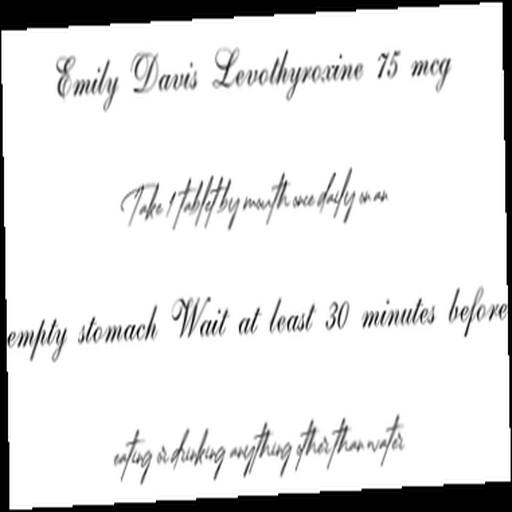 Emily Davis Levothyroxine 75 mcg
Take 1 tablet by mouth once daily on an
empty stomach Wait at least 30 minutes before
eating or drinking anything other than water